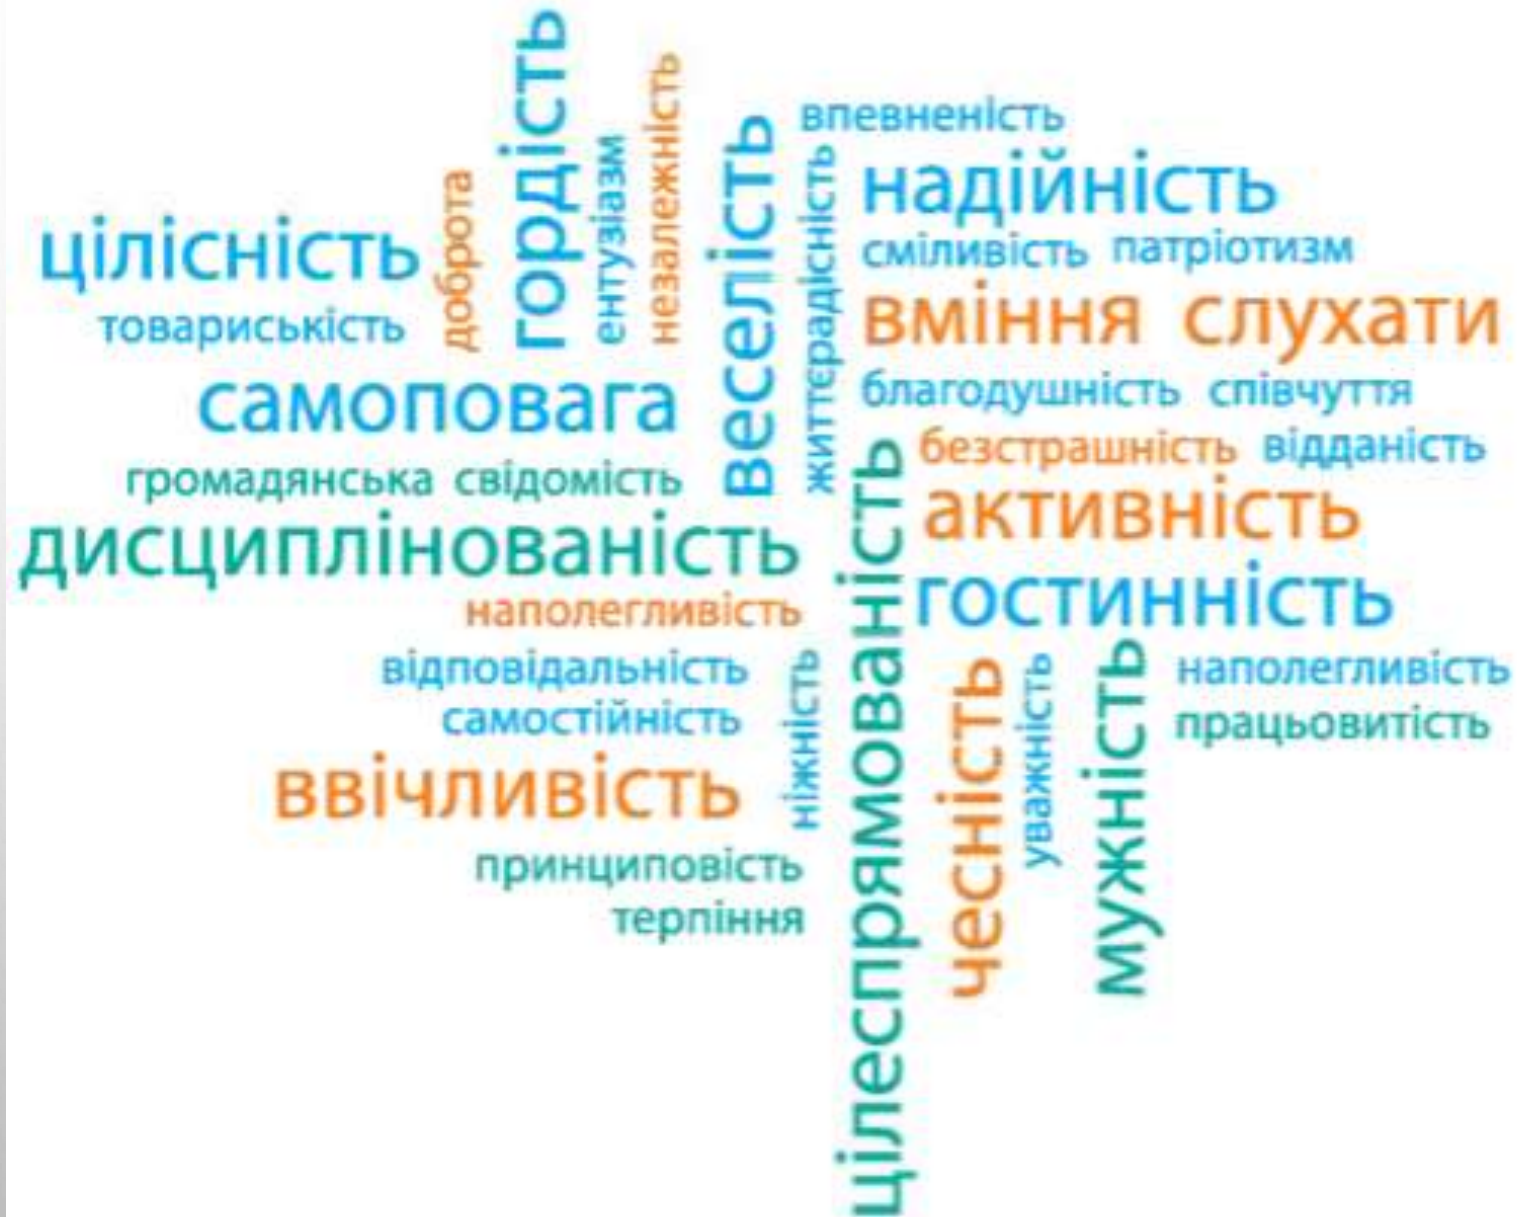 гордість
ентузіазм
незалежність
доброта
цілісність
товариськість
самоповага
громадянська свідомість
дисциплінованість
наполегливість
відповідальність
самостійність
ввічливість
принциповість
терпіння
ніжність
веселість
життєрадісність
впевненість
надійність
сміливість патріотизм
вміння слухати
благодушність співчуття
безстрашність відданість
активність
гостинність
цілеспрямованість
чесність
уважність
мужність
наполегливість
працьовитість